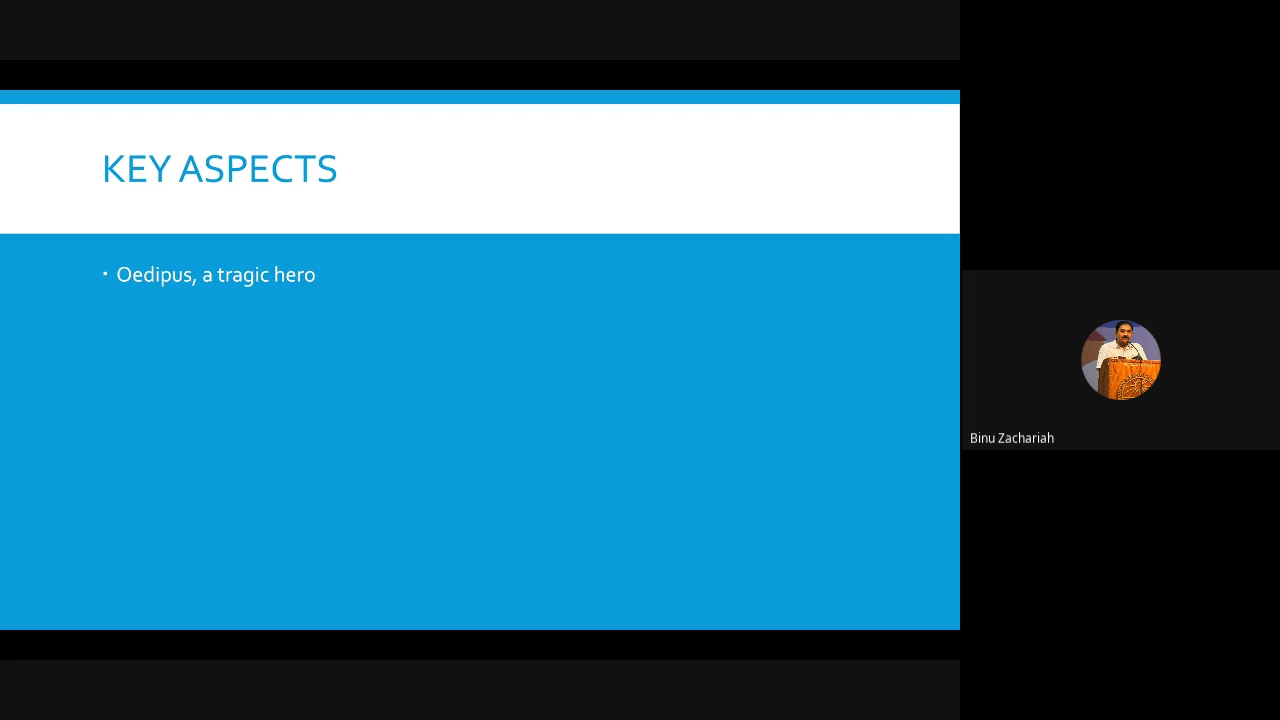 KEY ASPECTS
▪ Oedipus, a tragic hero
Binu Zachariah